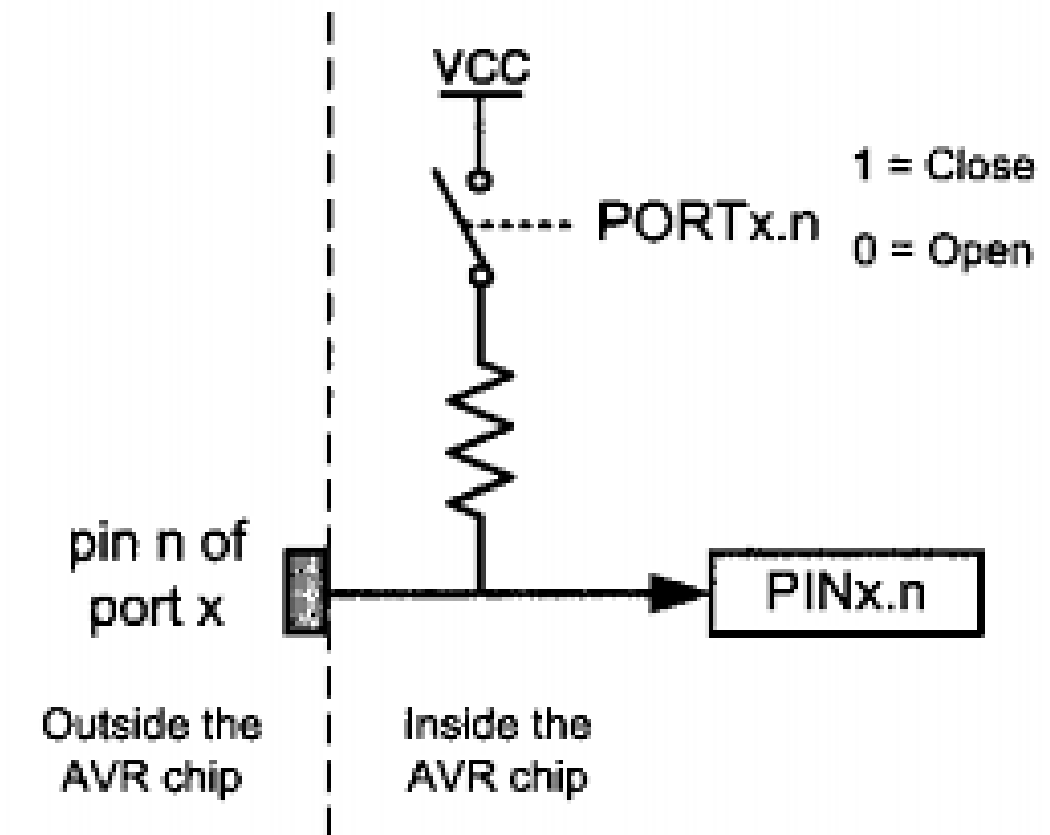 VCC
1 = Close
PORTx.n
0 = Open
pin n of
port x
PINx.n
Outside the
AVR chip
Inside the
AVR chip